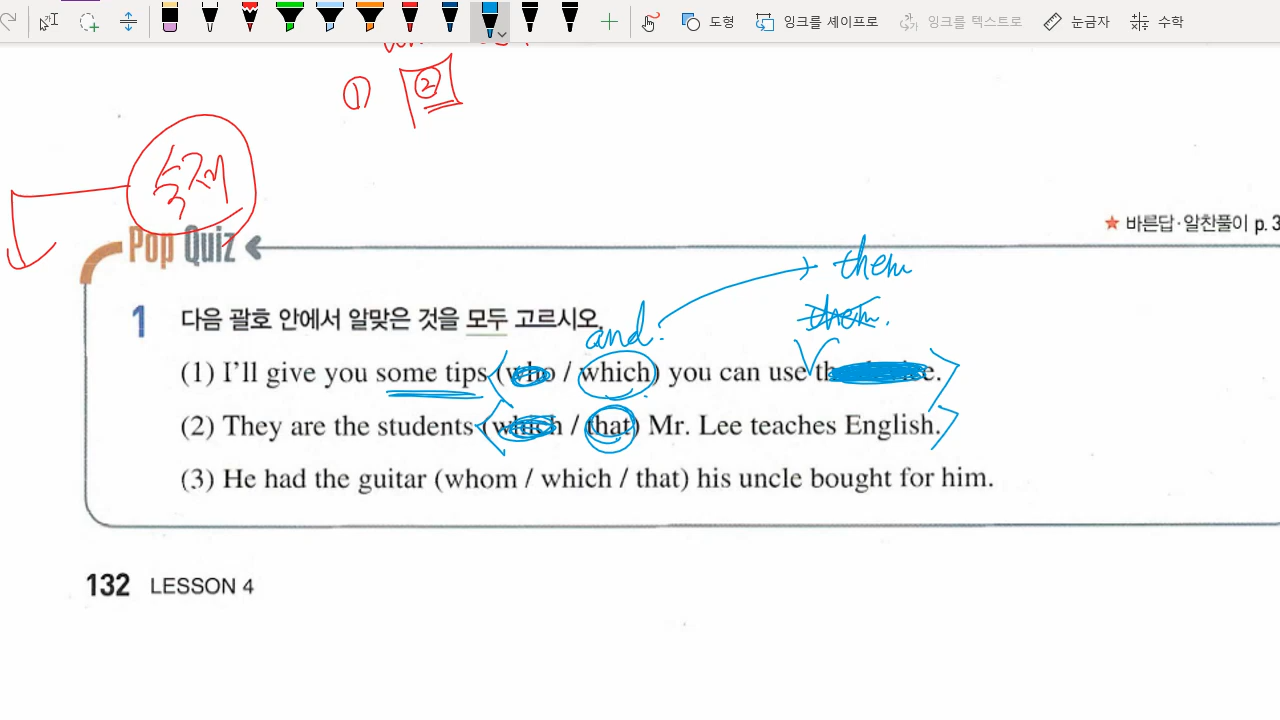 도형 잉크를 셰이프로 잉크를 텍스트로 눈금자 수학
① ②
숙제
★ 바른답·알찬풀이 p.3
Pop Quiz
them
them.
and.
1 다음 괄호 안에서 알맞은 것을 모두 고르시오.
(1) I'll give you some tips (who / which) you can use
(2) They are the students (which / that) Mr. Lee teaches English.
(3) He had the guitar (whom / which / that) his uncle bought for him.
132 LESSON 4